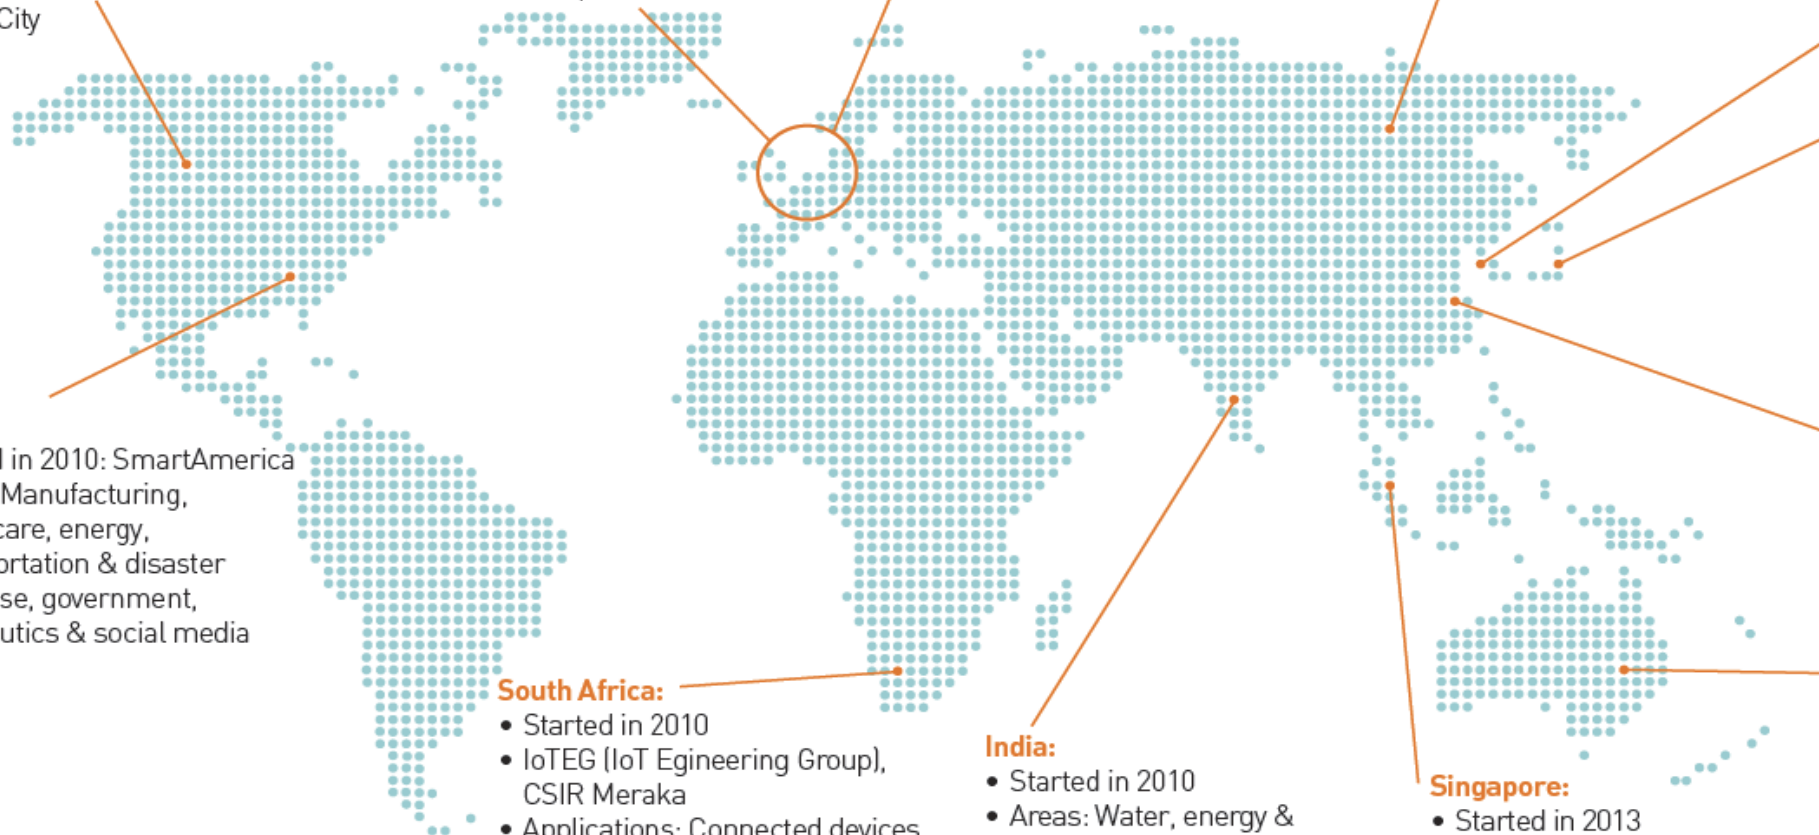 City
in 2010: SmartAmerica
Manufacturing,
care, energy,
ortation & disaster
se, government,
utics & social media
South Africa:
• Started in 2010
• IoTEG (IoT Egineering Group),
CSIR Meraka
• Applications: Connected devices
India:
• Started in 2010
• Areas: Water, energy &
Singapore:
• Started in 2013